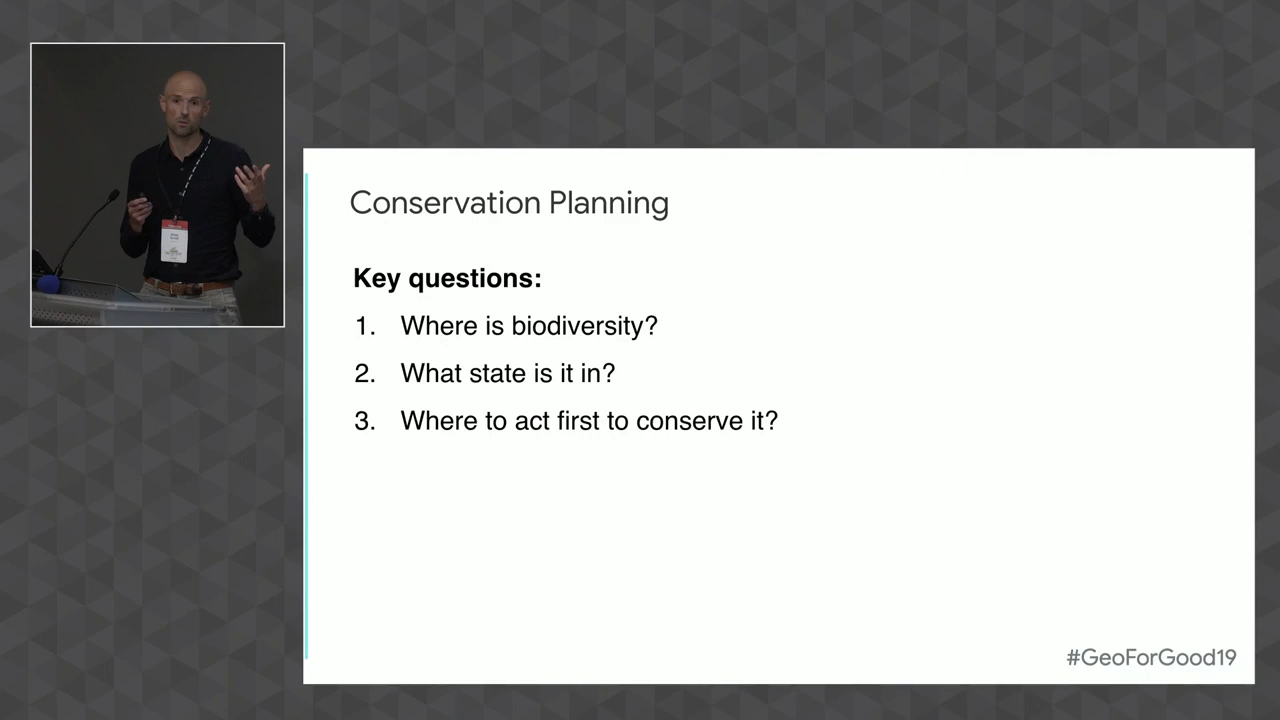 Conservation Planning
Key questions:
1. Where is biodiversity?
2. What state is it in?
3. Where to act first to conserve it?
#GeoForGood19